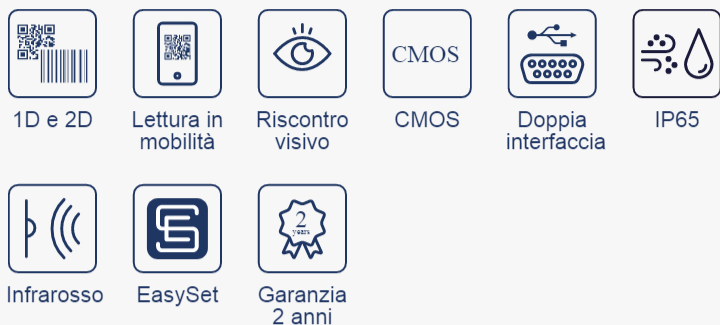 CMOS
1D e 2D
Lettura in
mobilità
Riscontro
visivo
CMOS
Doppia
interfaccia
IP65
2
years
Infrarosso
EasySet
Garanzia
2 anni